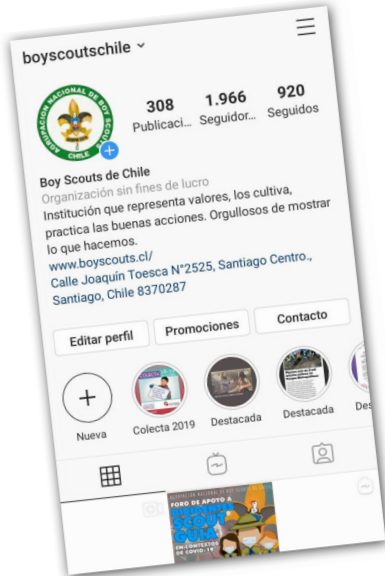 boyscoutschile
AGRUPACIÓN NACIONAL DE BOY SCOUTS
CHILE
308 1.966 920
Publicaci... Seguidor... Seguidos
Boy Scouts de Chile
Organización sin fines de lucro
Institución que representa valores, los cultiva,
practica las buenas acciones. Orgullosos de mostrar
lo que hacemos.
www.boyscouts.cl/
Calle Joaquín Toesca N°2525, Santiago Centro.,
Santiago, Chile 8370287
Editar perfil Promociones Contacto
Nueva Colecta 2019 Destacada Destacada Des
FORO DE APOYO A
DIRIGENTES
SCOUT
GUIA
EN CONTEXTOS
DE COVID-19